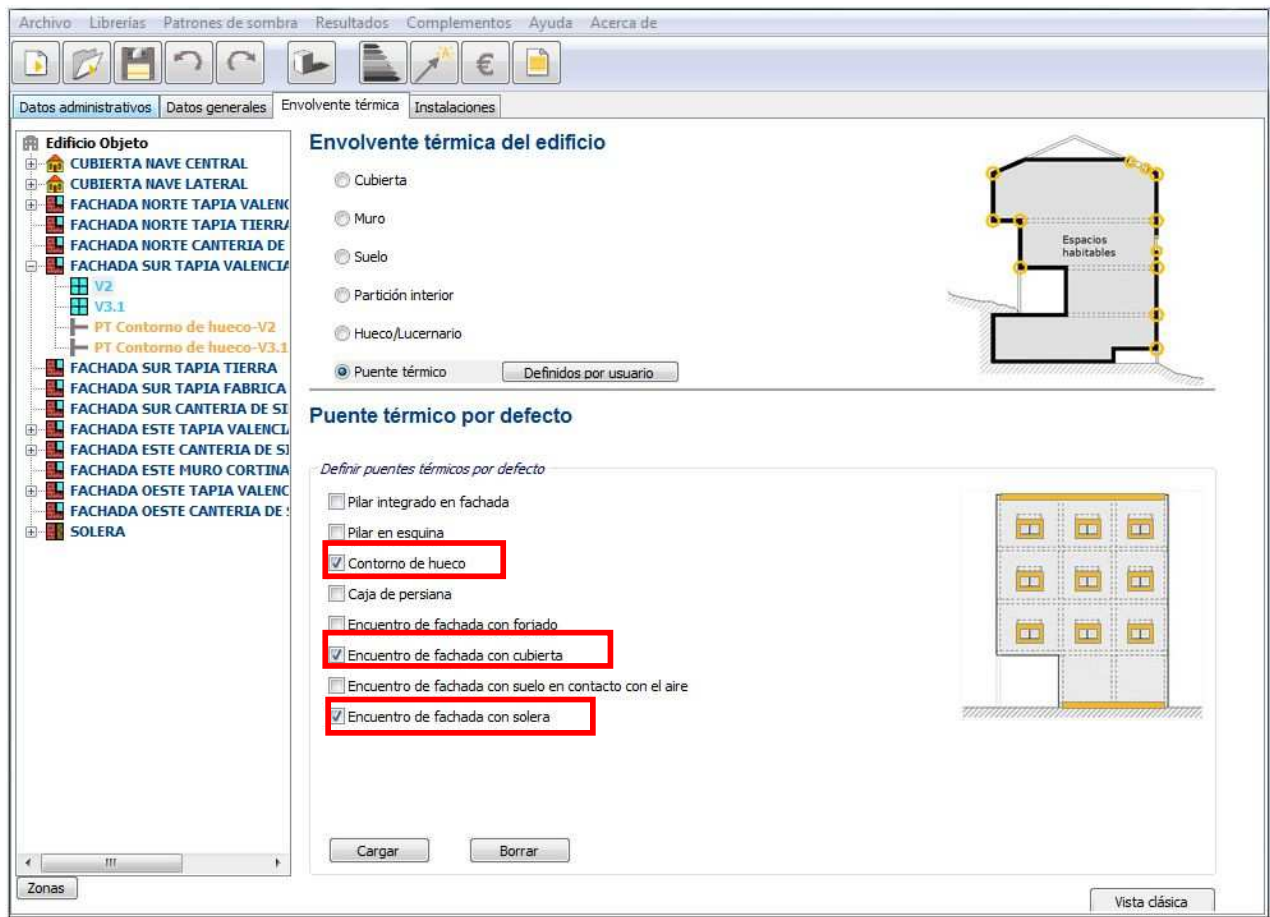 Archivo Librerías Patrones de sombra Resultados Complementos Ayuda Acerca de
€
Datos administrativos Datos generales Envolvente térmica Instalaciones
Edificio Objeto
CUBIERTA NAVE CENTRAL
CUBIERTA NAVE LATERAL
FACHADA NORTE TAPIA VALENC
FACHADA NORTE TAPIA TIERRA
FACHADA NORTE CANTERIA DE
FACHADA SUR TAPIA VALENCIA
V2
V3.1
PT Contorno de hueco-V2
PT Contorno de hueco-V3.1
FACHADA SUR TAPIA TIERRA
FACHADA SUR TAPIA FABRICA
FACHADA SUR CANTERIA DE SI
FACHADA ESTE TAPIA VALENCIA
FACHADA ESTE CANTERIA DE SI
FACHADA ESTE MURO CORTINA
FACHADA OESTE TAPIA VALENC
FACHADA OESTE CANTERIA DE S
SOLERA
Zonas
Envolvente térmica del edificio
Cubierta
Muro
Suelo
Partición interior
Hueco/Lucernario
Puente térmico Definidos por usuario
Espacios
habitables
Puente térmico por defecto
Definir puentes térmicos por defecto
Pilar integrado en fachada
Pilar en esquina
Contorno de hueco
Caja de persiana
Encuentro de fachada con forjado
Encuentro de fachada con cubierta
Encuentro de fachada con suelo en contacto con el aire
Encuentro de fachada con solera
Cargar Borrar
Vista clásica